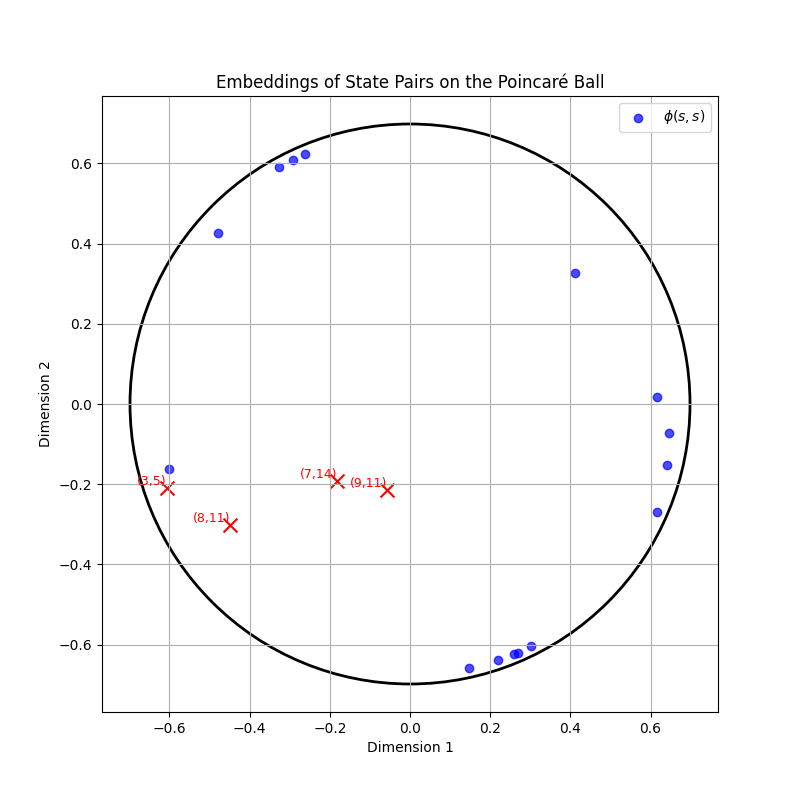 Embeddings of State Pairs on the Poincaré Ball
ϕ(s, s)
0.6
0.4
0.2
0.0
−0.2
−0.4
−0.6
Dimension 2
(3,5)
(7,14)
(9,11)
(8,11)
−0.6 −0.4 −0.2 0.0 0.2 0.4 0.6
Dimension 1